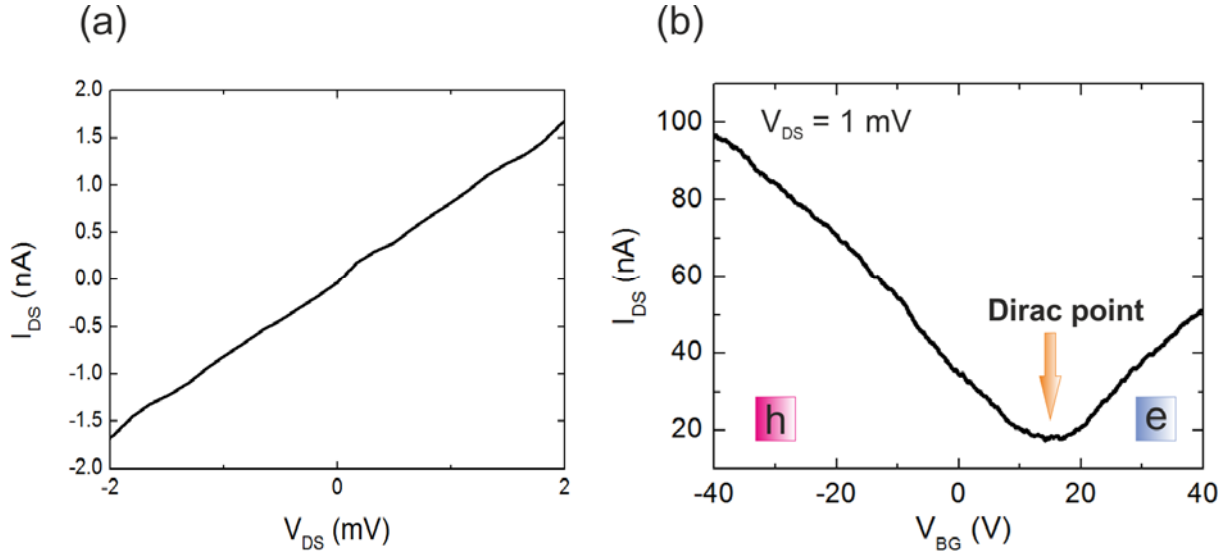 (a)
2.0
1.5
1.0
0.5
0.0
-0.5
-1.0
-1.5
-2.0
I_DS (nA)
-2
0
2
V_DS (mV)
(b)
V_DS = 1 mV
100
80
60
40
20
I_DS (nA)
Dirac point
h
e
-40
-20
0
20
40
V_BG (V)